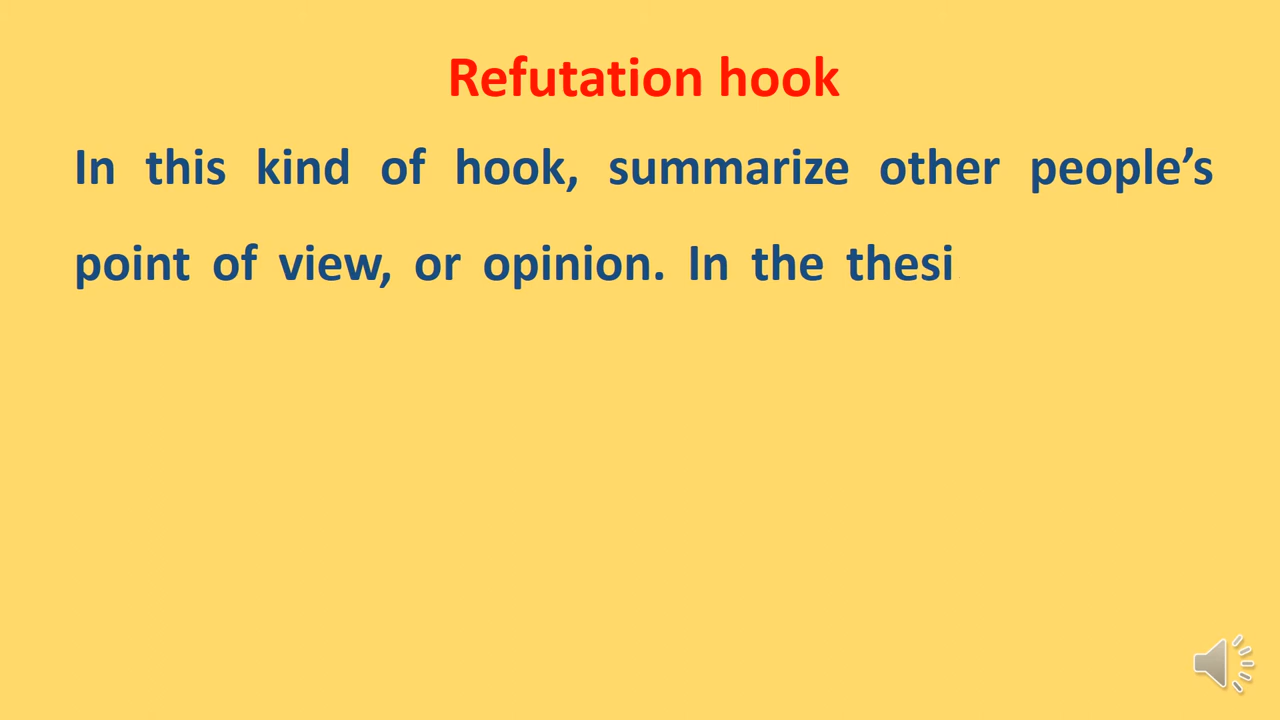 Refutation hook
In this kind of hook, summarize other people’s
point of view, or opinion. In the thesi